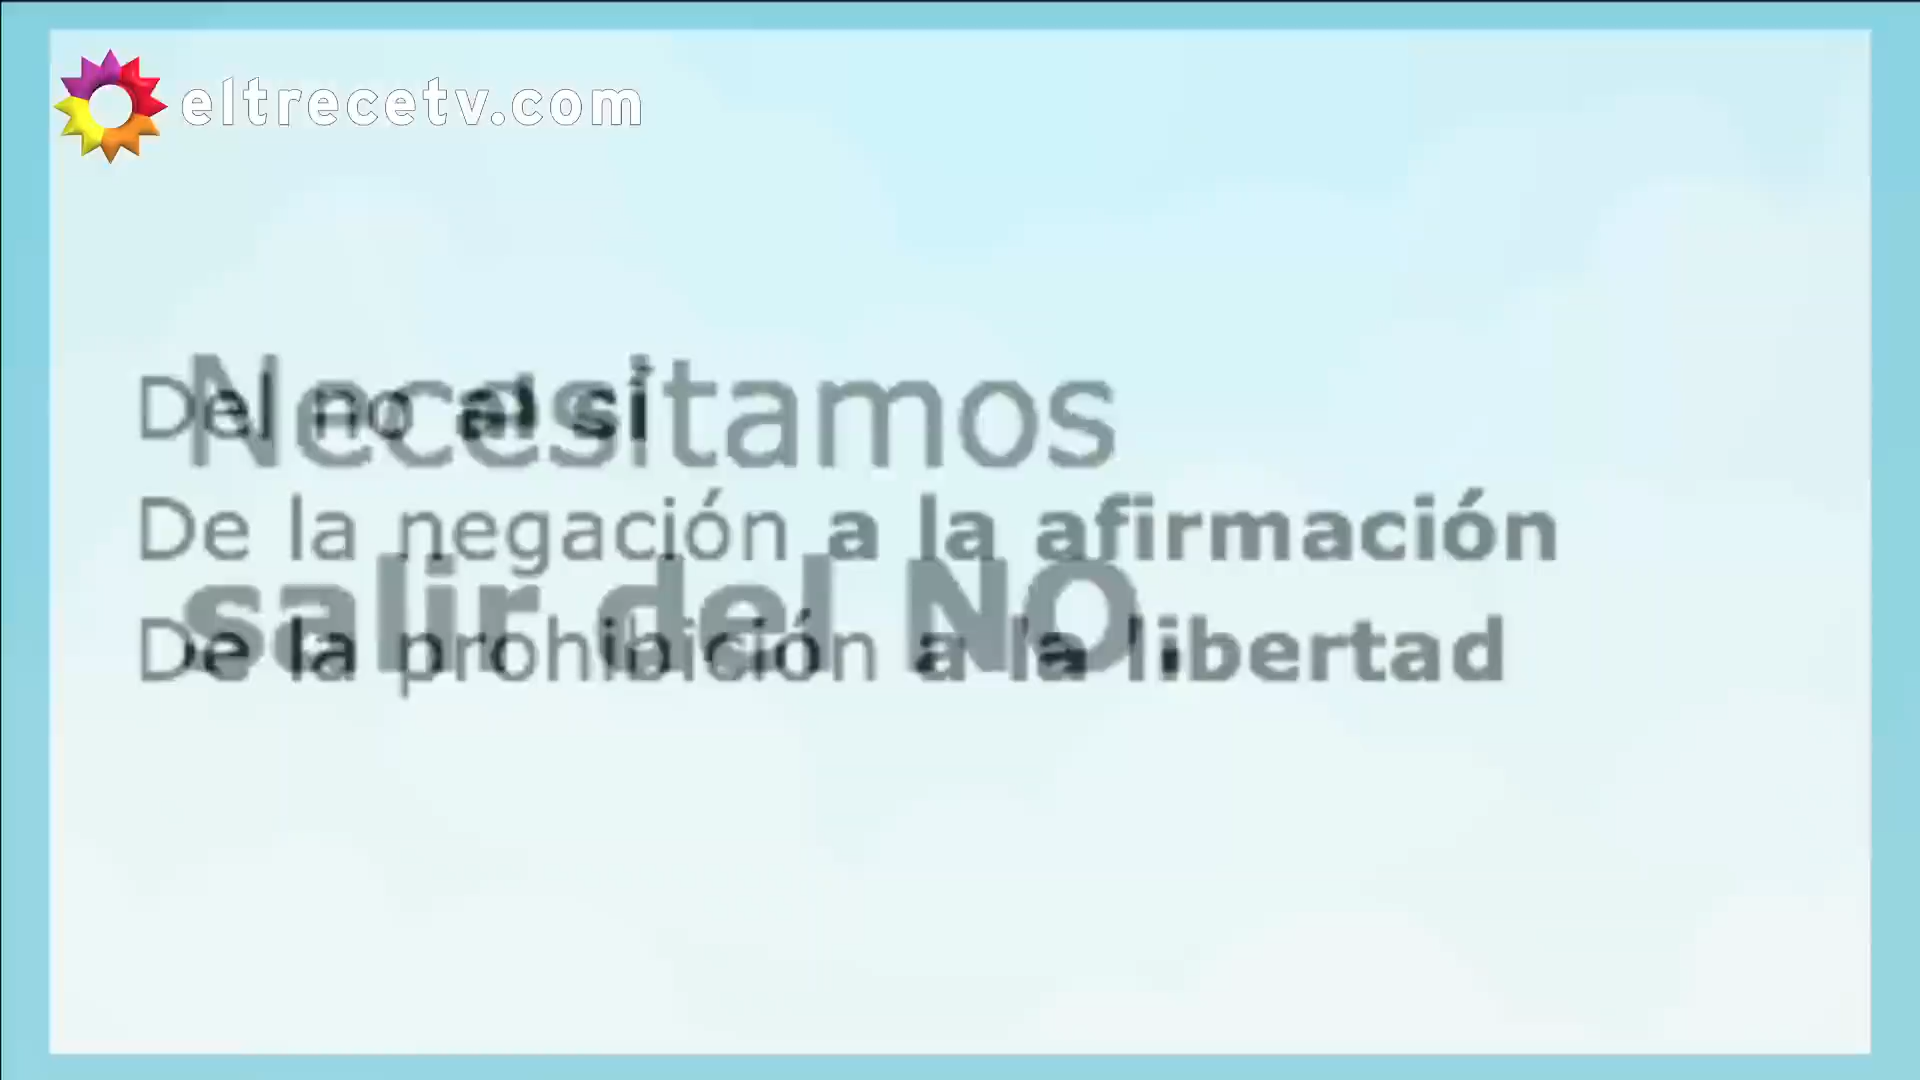 eltrecetv.com
Necesitamos
Del no al sí
De la negación a la afirmación
salir del NO.
De la prohibición a la libertad